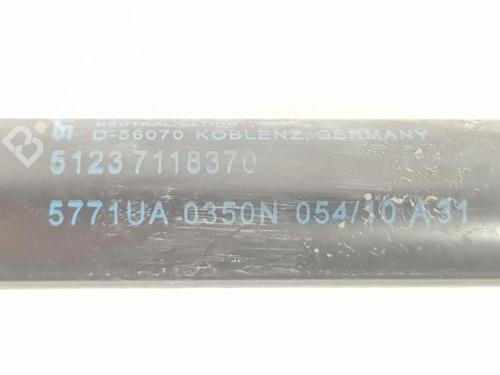 NEUTRALISATION
D-56070 KOBLENZ, GERMANY
51237118370
5771UA 0350N 054/10 A31